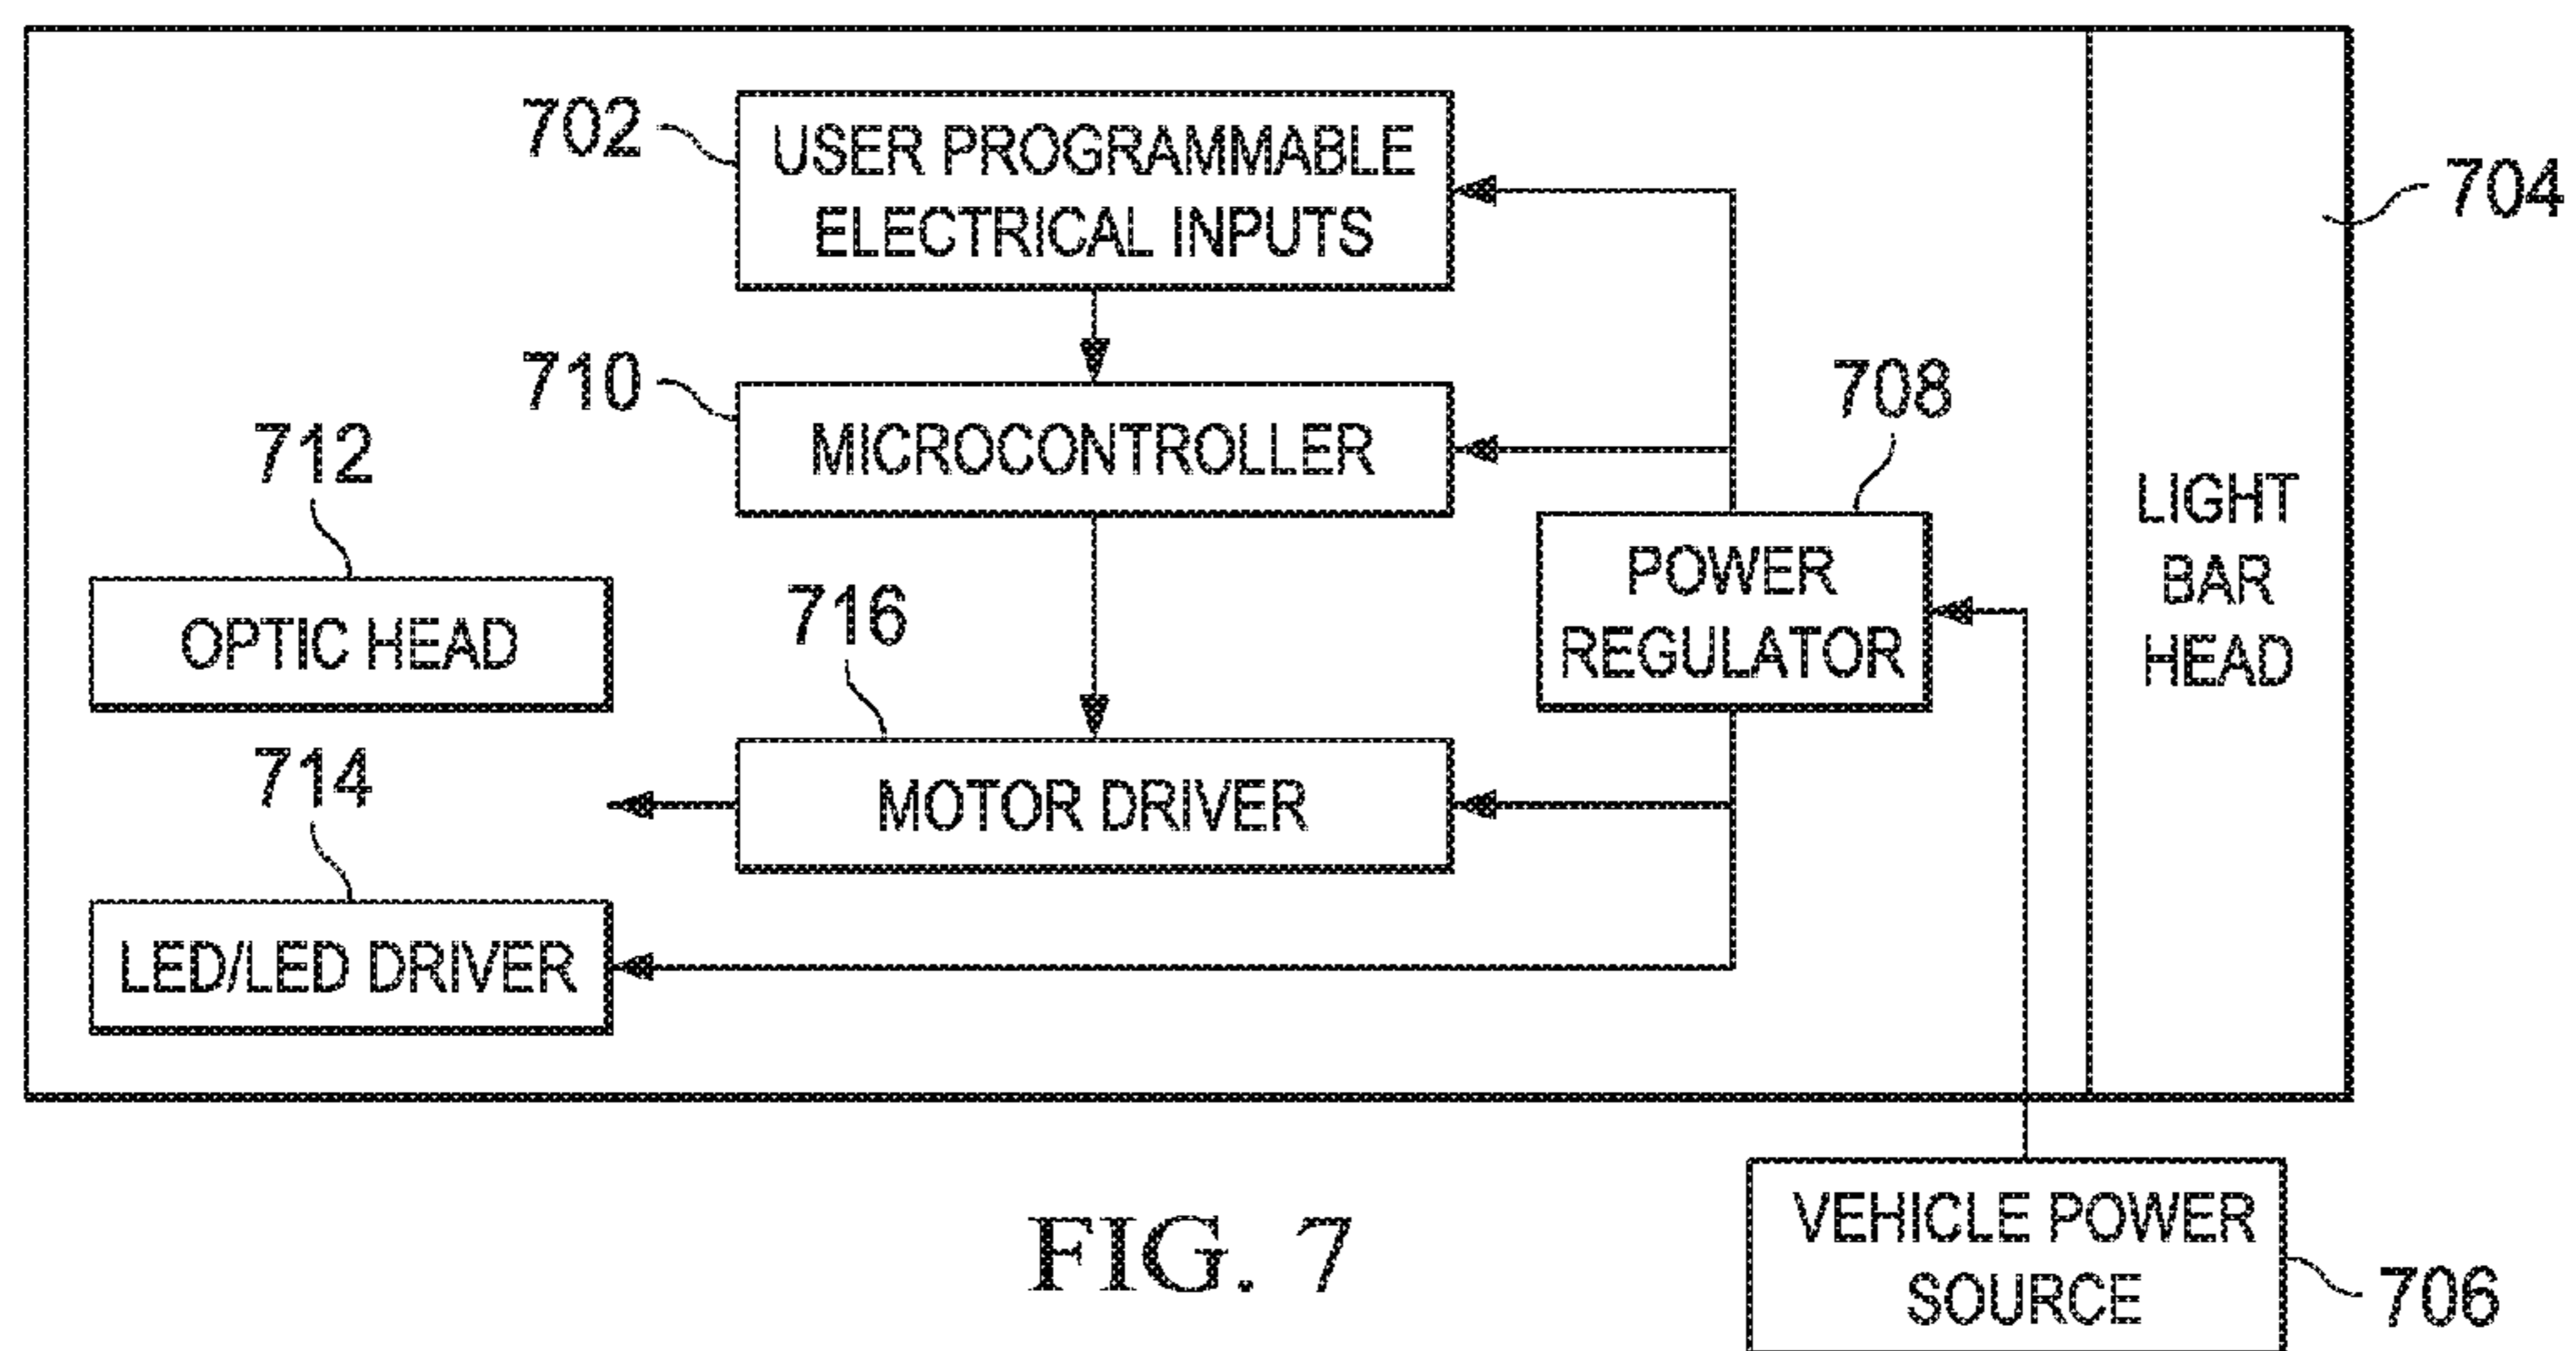 702
USER PROGRAMMABLE
ELECTRICAL INPUTS
704
710
MICROCONTROLLER
708
712
OPTIC HEAD
POWER
REGULATOR
LIGHT
BAR
HEAD
716
MOTOR DRIVER
714
LED/LED DRIVER
FIG. 7
VEHICLE POWER
SOURCE
706